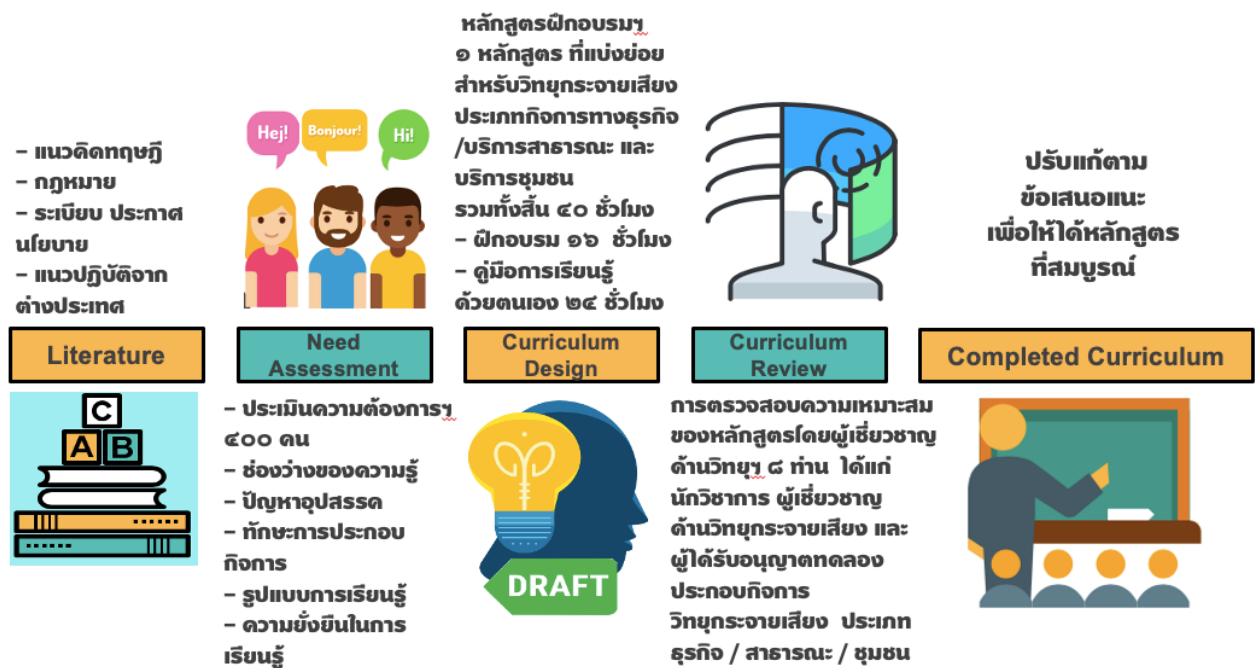 – แนวคิดทฤษฎี
– กฎหมาย
– ระเบียบ ประกาศ
นโยบาย
– แนวปฏิบัติจาก
ต่างประเทศ
Literature
C
A B
Hej!
Bonjour!
Hi!
Need
Assessment
– ประเมินความต้องการฯ
๔๐๐ คน
– ช่องว่างของความรู้
– ปัญหาอุปสรรค
– ทักษะการประกอบ
กิจการ
– รูปแบบการเรียนรู้
– ความยั่งยืนในการ
เรียนรู้
หลักสูตรฝึกอบรมฯ
๑ หลักสูตร ที่แบ่งย่อย
สำหรับวิทยุกระจายเสียง
ประเภทกิจการทางธุรกิจ
/บริการสาธารณะ และ
บริการชุมชน
รวมทั้งสิ้น ๔๐ ชั่วโมง
– ฝึกอบรม ๑๖ ชั่วโมง
– คู่มือการเรียนรู้
ด้วยตนเอง ๒๔ ชั่วโมง
Curriculum
Design
DRAFT
Curriculum
Review
การตรวจสอบความเหมาะสม
ของหลักสูตรโดยผู้เชี่ยวชาญ
ด้านวิทยุฯ ๘ ท่าน ได้แก่
นักวิชาการ ผู้เชี่ยวชาญ
ด้านวิทยุกระจายเสียง และ
ผู้ได้รับอนุญาตทดลอง
ประกอบกิจการ
วิทยุกระจายเสียง ประเภท
ธุรกิจ / สาธารณะ / ชุมชน
ปรับแก้ตาม
ข้อเสนอแนะ
เพื่อให้ได้หลักสูตร
ที่สมบูรณ์
Completed Curriculum